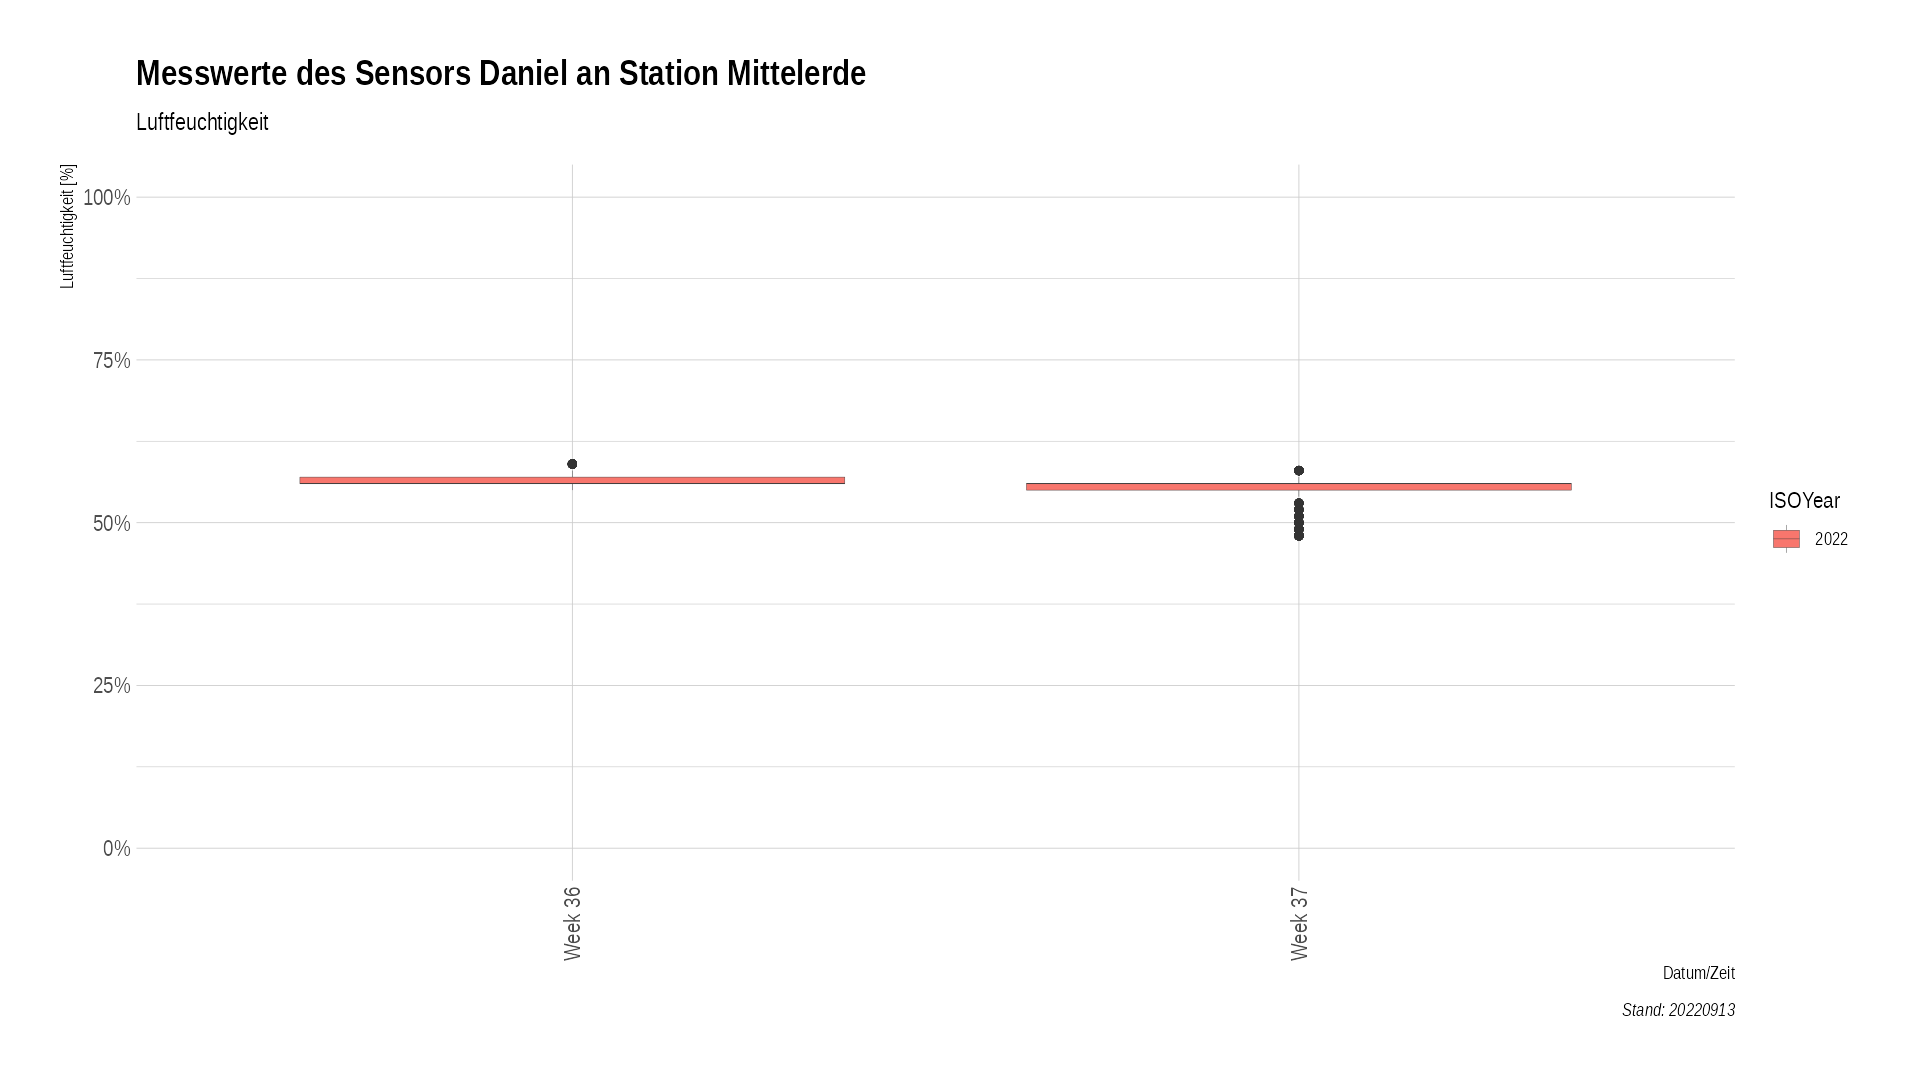 Messwerte des Sensors Daniel an Station Mittelerde
Luftfeuchtigkeit
Luftfeuchtigkeit [%]
100%
75%
50%
25%
0%
Week 36
Week 37
Datum/Zeit
Stand: 20220913
ISOYear
2022